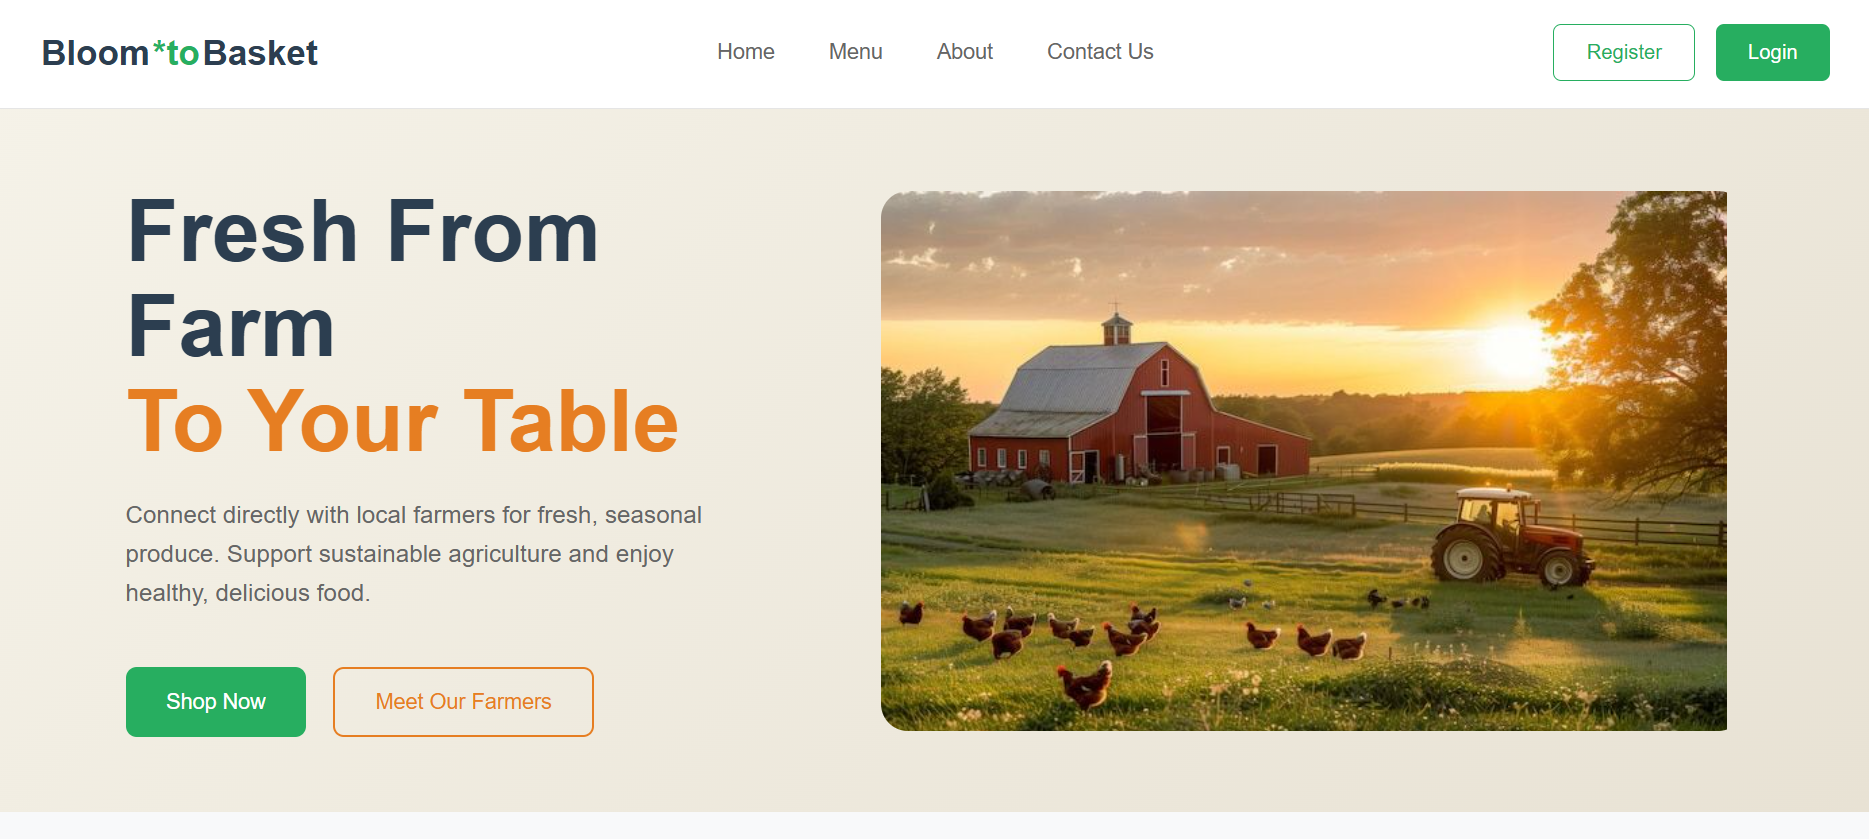 Bloom*toBasket
Home
Menu
About
Contact Us
Register
Login
Fresh From
Farm
To Your Table
Connect directly with local farmers for fresh, seasonal
produce. Support sustainable agriculture and enjoy
healthy, delicious food.
Shop Now
Meet Our Farmers